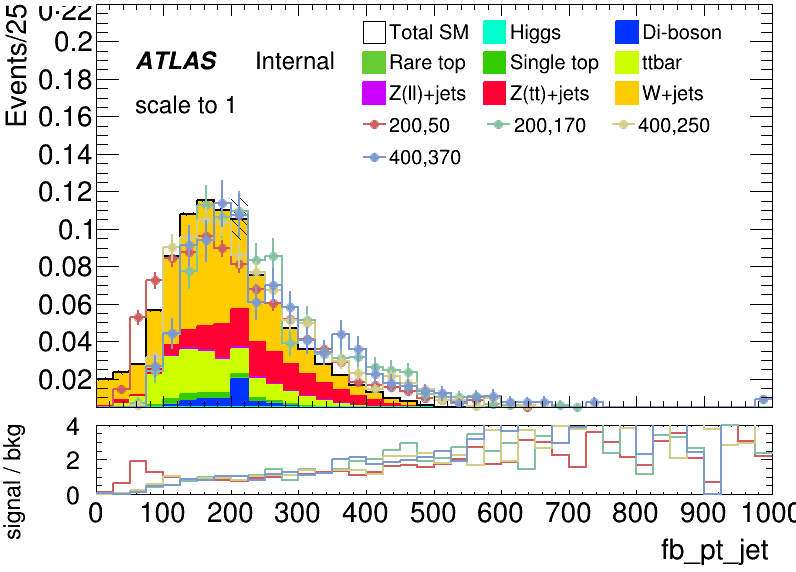 Events/25
0.22
0.2
0.18
0.16
0.14
0.12
0.1
0.08
0.06
0.04
0.02
ATLAS Internal
scale to 1
Total SM Higgs Di-boson
Rare top Single top ttbar
Z(ll)+jets Z(tt)+jets W+jets
200,50 200,170 400,250
400,370
signal / bkg
4
2
0
0 100 200 300 400 500 600 700 800 900 1000
fb_pt_jet